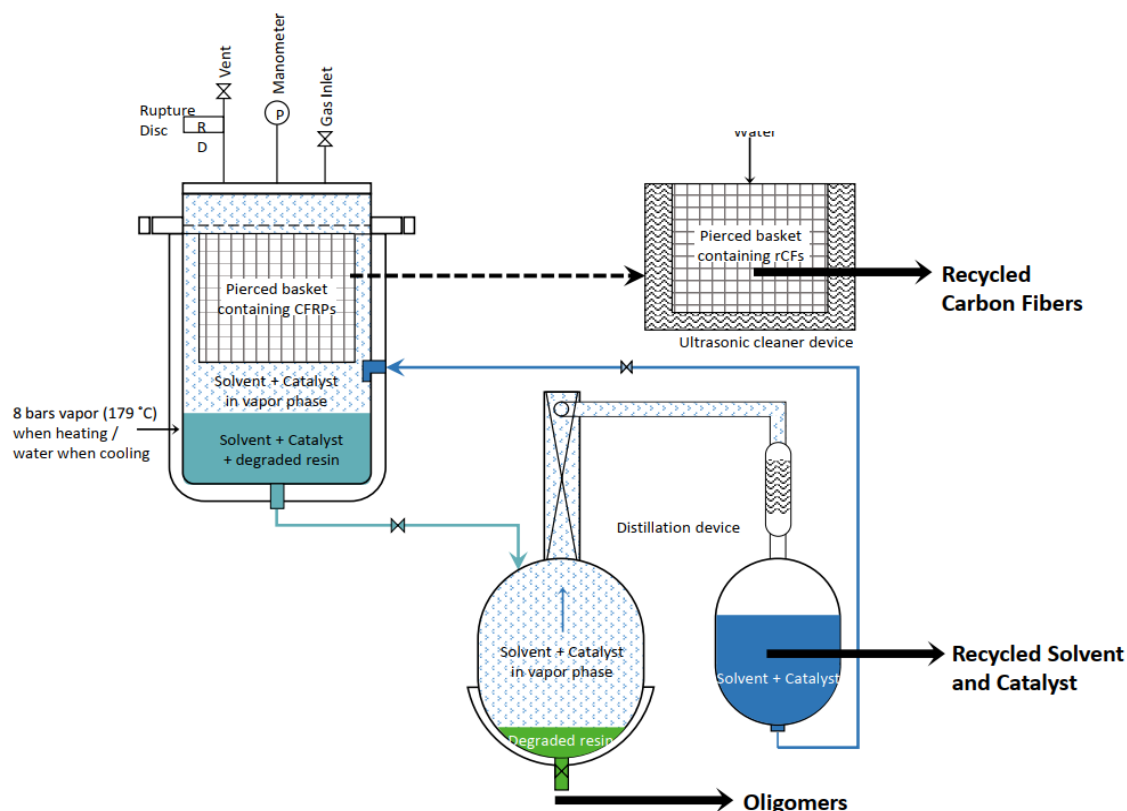 Vent
Manometer
Gas Inlet
Rupture
Disc
R
D
P
Water
Pierced basket
containing CFRPs
Pierced basket
containing rCFs
Recycled
Carbon Fibers
Ultrasonic cleaner device
Solvent + Catalyst
in vapor phase
8 bars vapor (179 ˚C)
when heating /
water when cooling
Solvent + Catalyst
+ degraded resin
Distillation device
Solvent + Catalyst
in vapor phase
Solvent + Catalyst
Recycled Solvent
and Catalyst
Degraded resin
Oligomers